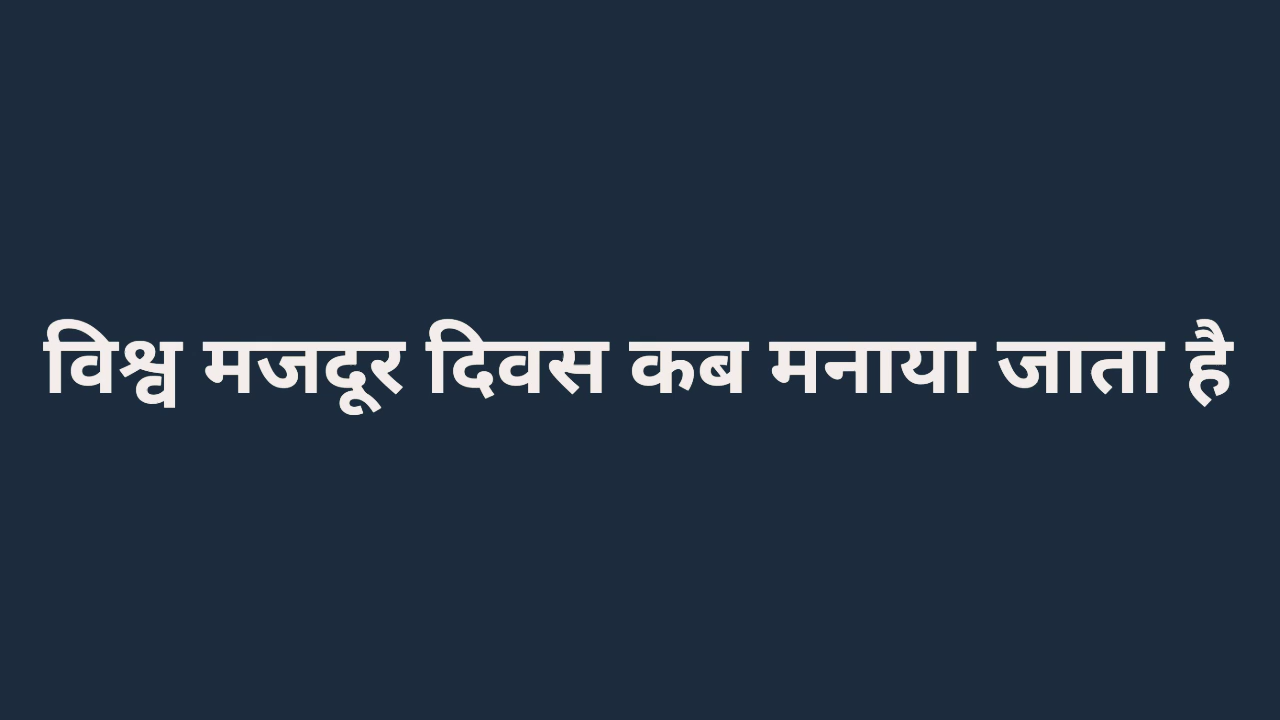 विश्व मजदूर दिवस कब मनाया जाता है